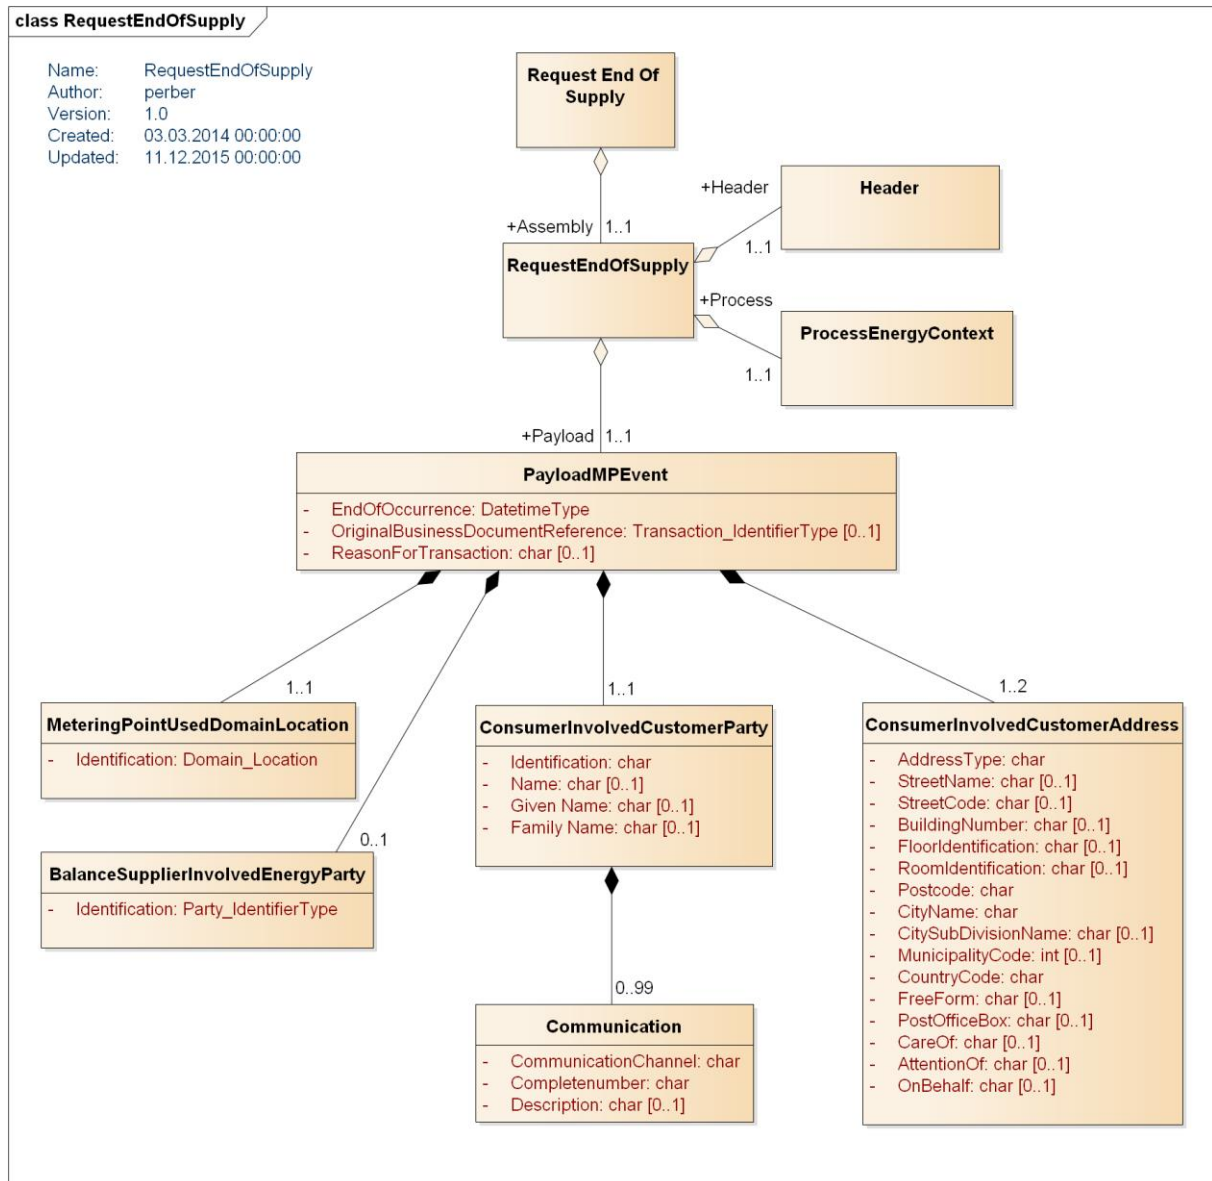 class RequestEndOfSupply
Name: RequestEndOfSupply
Author: perber
Version: 1.0
Created: 03.03.2014 00:00:00
Updated: 11.12.2015 00:00:00
Request End Of
Supply
+Assembly 1..1
+Header
Header
1..1
RequestEndOfSupply
+Process
ProcessEnergyContext
1..1
+Payload 1..1
PayloadMPEvent
- EndOfOccurrence: DatetimeType
- OriginalBusinessDocumentReference: Transaction_IdentifierType [0..1]
- ReasonForTransaction: char [0..1]
1..1
MeteringPointUsedDomainLocation
- Identification: Domain_Location
0..1
BalanceSupplierInvolvedEnergyParty
- Identification: Party_IdentifierType
1..1
ConsumerInvolvedCustomerParty
- Identification: char
- Name: char [0..1]
- Given Name: char [0..1]
- Family Name: char [0..1]
0..99
Communication
- CommunicationChannel: char
- Completenumber: char
- Description: char [0..1]
1..2
ConsumerInvolvedCustomerAddress
- AddressType: char
- StreetName: char [0..1]
- StreetCode: char [0..1]
- BuildingNumber: char [0..1]
- FloorIdentification: char [0..1]
- RoomIdentification: char [0..1]
- Postcode: char
- CityName: char
- CitySubDivisionName: char [0..1]
- MunicipalityCode: int [0..1]
- CountryCode: char
- FreeForm: char [0..1]
- PostOfficeBox: char [0..1]
- CareOf: char [0..1]
- AttentionOf: char [0..1]
- OnBehalf: char [0..1]